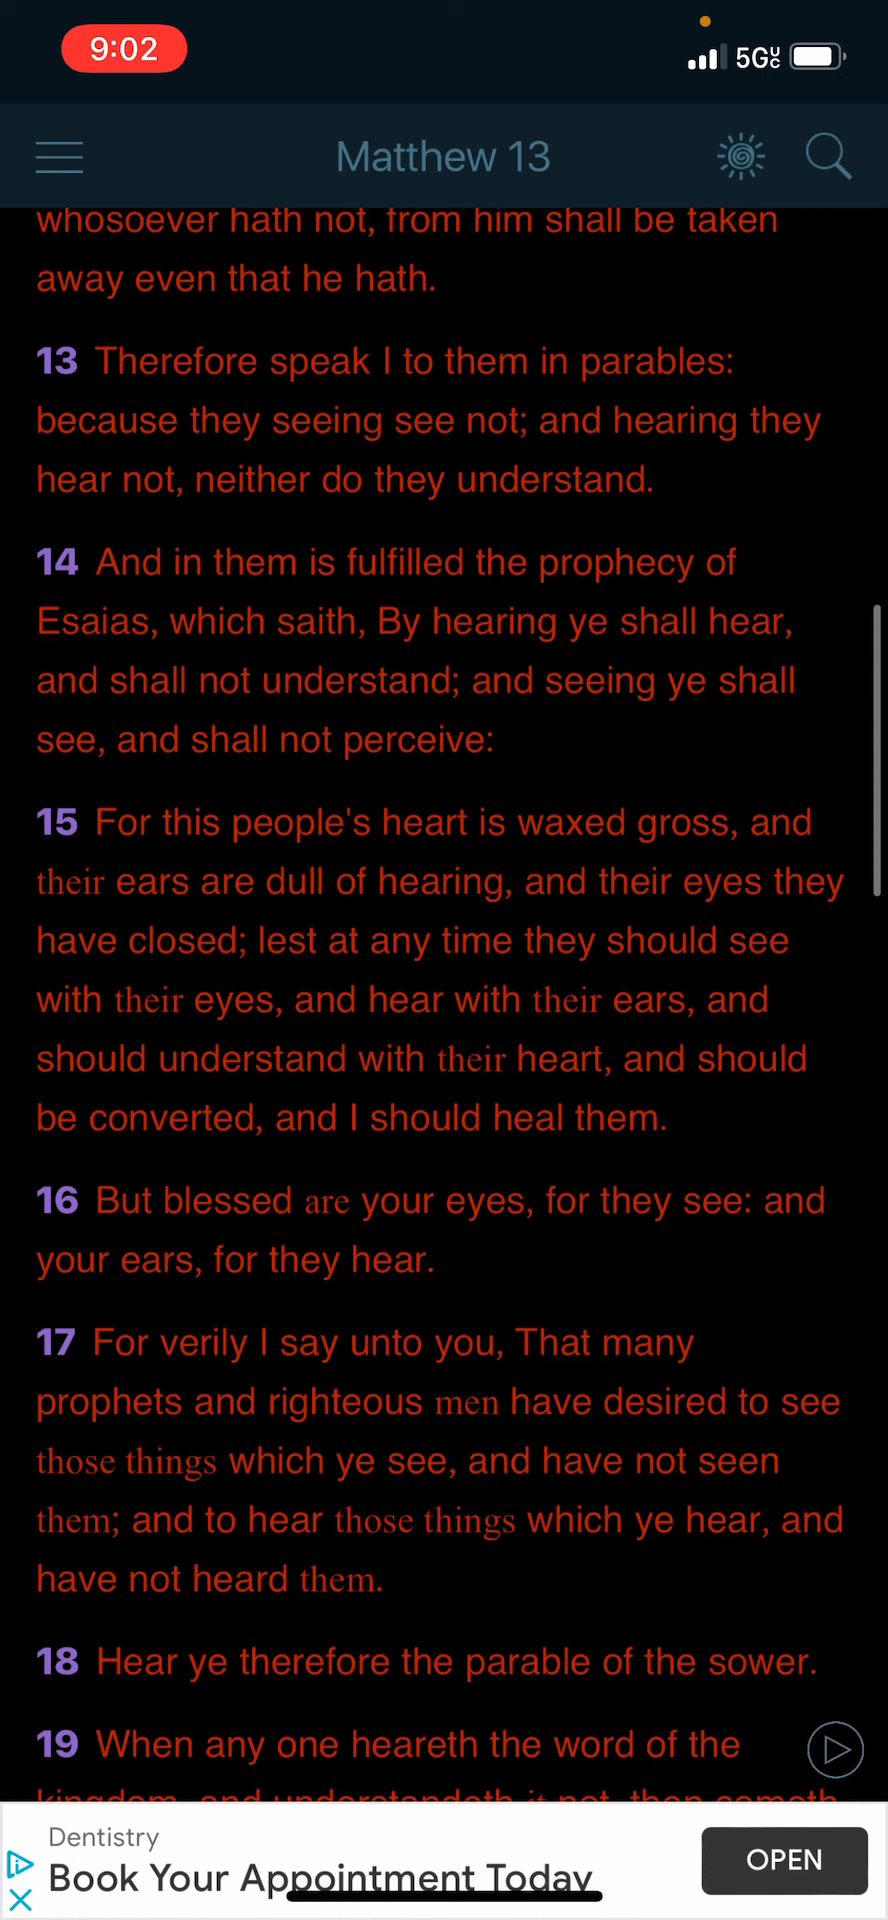 9:02
5GUC
Matthew 13
whosoever hath not, from him shall be taken
away even that he hath.
13 Therefore speak I to them in parables:
because they seeing see not; and hearing they
hear not, neither do they understand.
14 And in them is fulfilled the prophecy of
Esaias, which saith, By hearing ye shall hear,
and shall not understand; and seeing ye shall
see, and shall not perceive:
15 For this people's heart is waxed gross, and
their ears are dull of hearing, and their eyes they
have closed; lest at any time they should see
with their eyes, and hear with their ears, and
should understand with their heart, and should
be converted, and I should heal them.
16 But blessed are your eyes, for they see: and
your ears, for they hear.
17 For verily I say unto you, That many
prophets and righteous men have desired to see
those things which ye see, and have not seen
them; and to hear those things which ye hear, and
have not heard them.
18 Hear ye therefore the parable of the sower.
19 When any one heareth the word of the
kingdom, and understandeth it not, then cometh
Dentistry
Book Your Appointment Today
OPEN